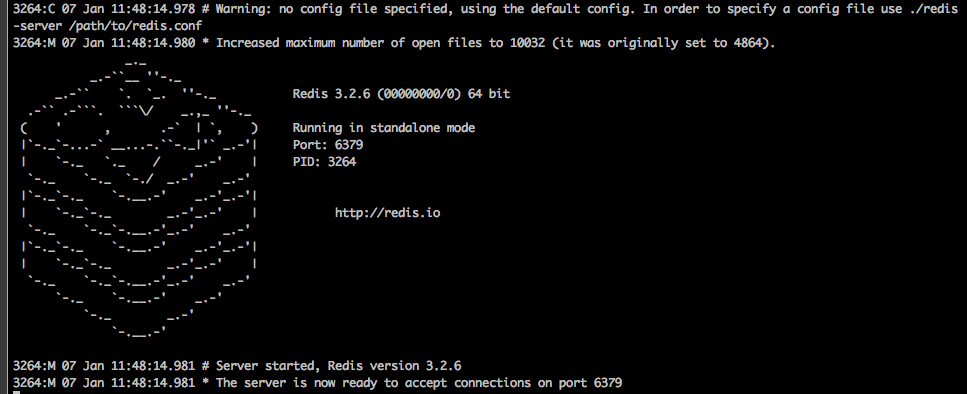 3264:C 07 Jan 11:48:14.978 # Warning: no config file specified, using the default config. In order to specify a config file use ./redis
-server /path/to/redis.conf
3264:M 07 Jan 11:48:14.980 * Increased maximum number of open files to 10032 (it was originally set to 4864).
Redis 3.2.6 (00000000/0) 64 bit
Running in standalone mode
Port: 6379
PID: 3264
http://redis.io
3264:M 07 Jan 11:48:14.981 # Server started, Redis version 3.2.6
3264:M 07 Jan 11:48:14.981 * The server is now ready to accept connections on port 6379